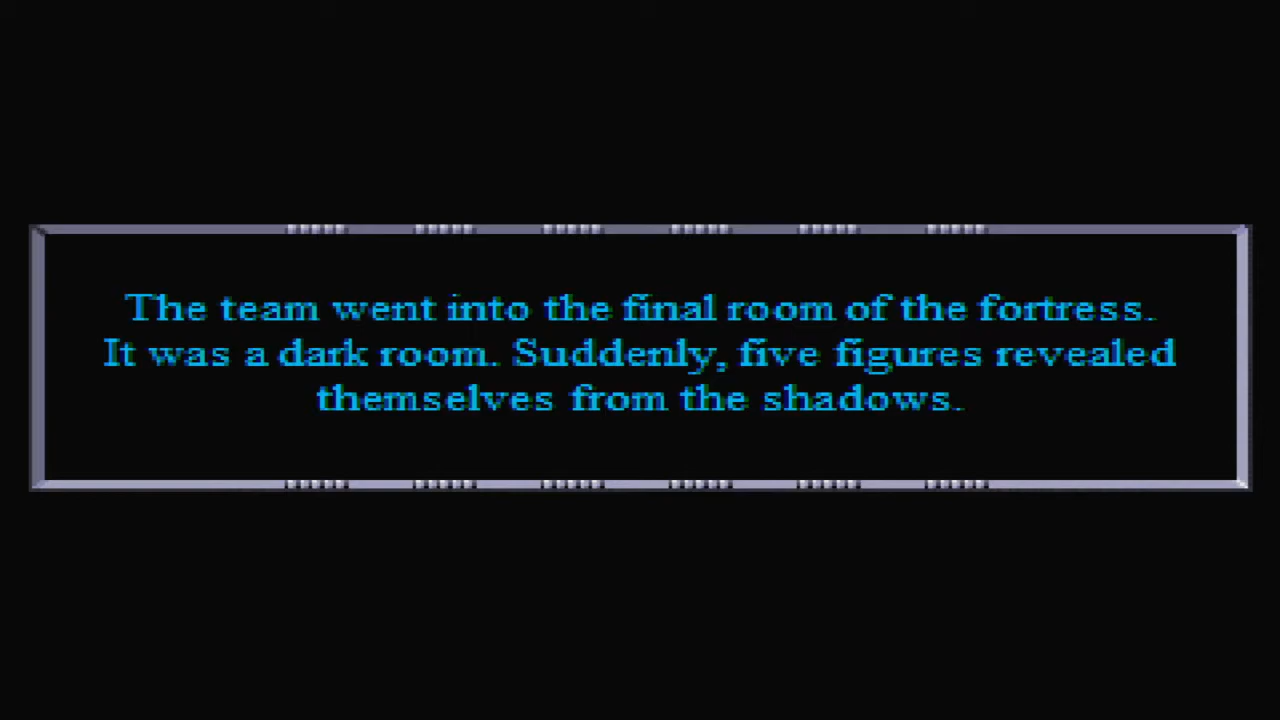 The team went into the final room of the fortress.
It was a dark room. Suddenly, five figures revealed
themselves from the shadows.